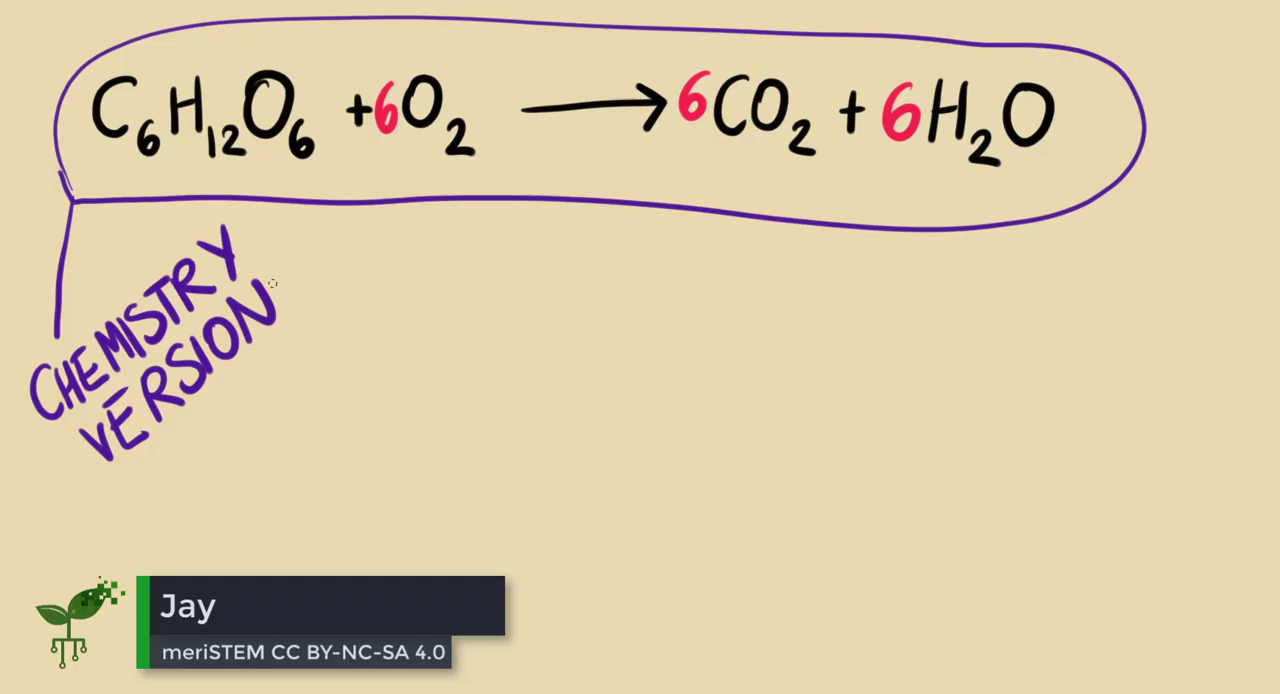 C₆H₁₂O₆ +6O₂ → 6CO₂ + 6H₂O
CHEMISTRY
VERSION
Jay
meriSTEM CC BY-NC-SA 4.0